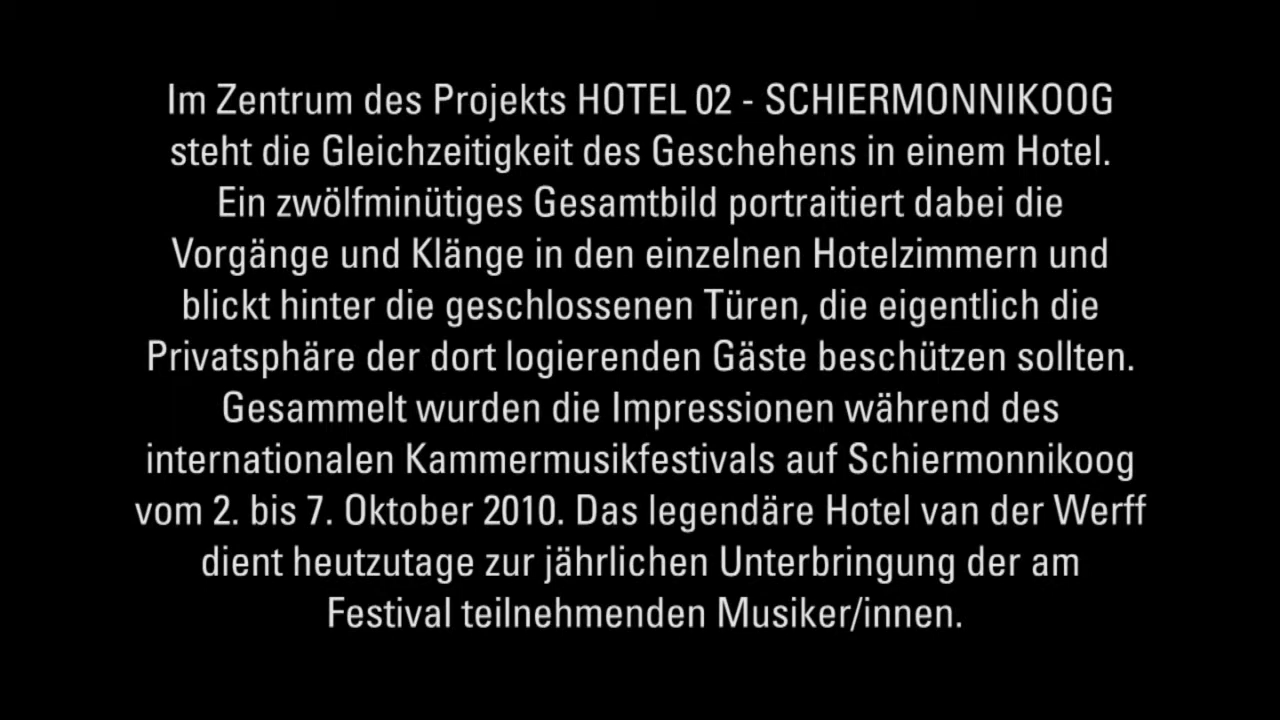 Im Zentrum des Projekts HOTEL 02 - SCHIERMONNIKOOG
steht die Gleichzeitigkeit des Geschehens in einem Hotel.
Ein zwölfminütiges Gesamtbild portraitiert dabei die
Vorgänge und Klänge in den einzelnen Hotelzimmern und
blickt hinter die geschlossenen Türen, die eigentlich die
Privatsphäre der dort logierenden Gäste beschützen sollten.
Gesammelt wurden die Impressionen während des
internationalen Kammermusikfestivals auf Schiermonnikoog
vom 2. bis 7. Oktober 2010. Das legendäre Hotel van der Werff
dient heutzutage zur jährlichen Unterbringung der am
Festival teilnehmenden Musiker/innen.